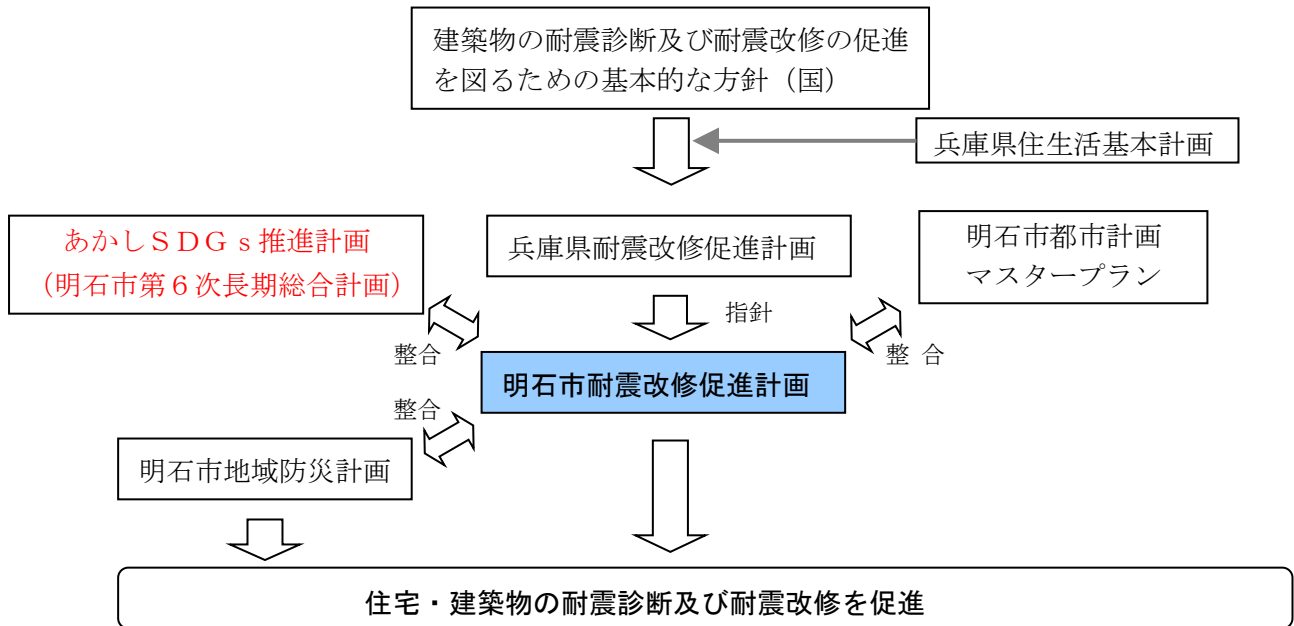 建築物の耐震診断及び耐震改修の促進
を図るための基本的な方針（国）
兵庫県住生活基本計画
あかしＳＤＧｓ推進計画
（明石市第６次長期総合計画）
兵庫県耐震改修促進計画
明石市都市計画
マスタープラン
指針
整合
整 合
明石市耐震改修促進計画
整合
明石市地域防災計画
住宅・建築物の耐震診断及び耐震改修を促進